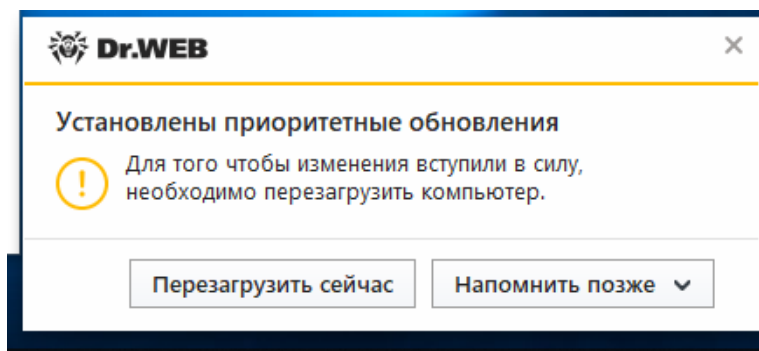 Dr.WEB
Установлены приоритетные обновления
Для того чтобы изменения вступили в силу,
необходимо перезагрузить компьютер.
Перезагрузить сейчас
Напомнить позже